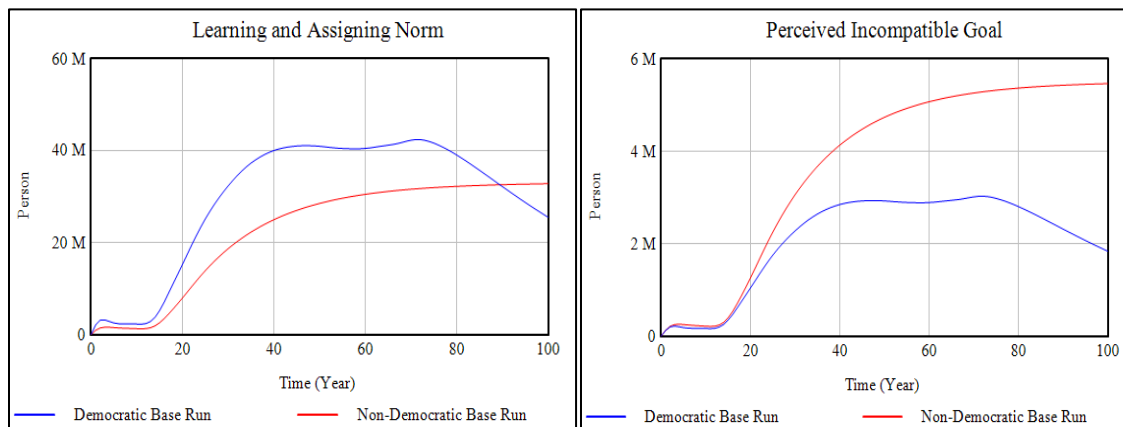 Learning and Assigning Norm
60 M
40 M
20 M
0
Person
0 20 40 60 80 100
Time (Year)
Democratic Base Run Non-Democratic Base Run
Perceived Incompatible Goal
6 M
4 M
2 M
0
Person
0 20 40 60 80 100
Time (Year)
Democratic Base Run Non-Democratic Base Run